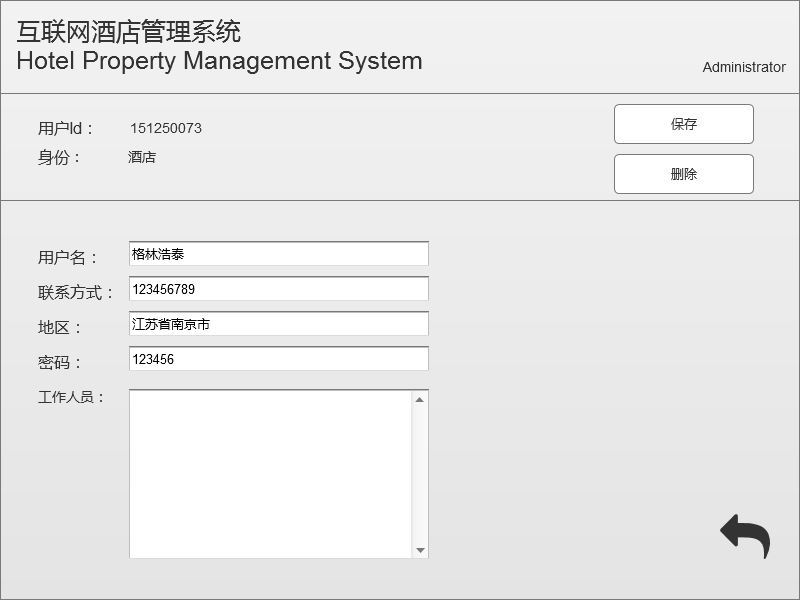 互联网酒店管理系统
Hotel Property Management System
Administrator
用户Id： 151250073
身份： 酒店
保存
删除
用户名： 格林浩泰
联系方式： 123456789
地区： 江苏省南京市
密码： 123456
工作人员：